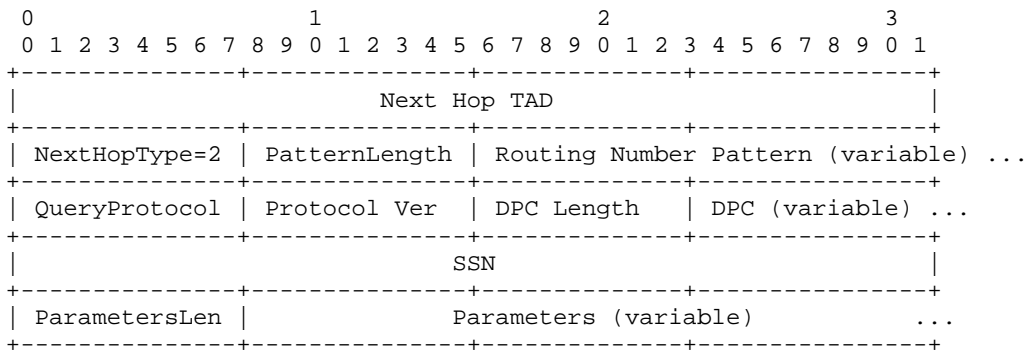 0                   1                   2                   3
0 1 2 3 4 5 6 7 8 9 0 1 2 3 4 5 6 7 8 9 0 1 2 3 4 5 6 7 8 9 0 1
+---------------+---------------+--------------+----------------+
|                       Next Hop TAD                          |
+---------------+---------------+--------------+----------------+
| NextHopType=2 | PatternLength | Routing Number Pattern (variable) ...
+---------------+---------------+--------------+----------------+
| QueryProtocol | Protocol Ver  | DPC Length   | DPC (variable) ...
+---------------+---------------+--------------+----------------+
|                             SSN                             |
+---------------+---------------+--------------+----------------+
| ParametersLen |              Parameters (variable)           ...
+---------------+---------------+--------------+----------------+